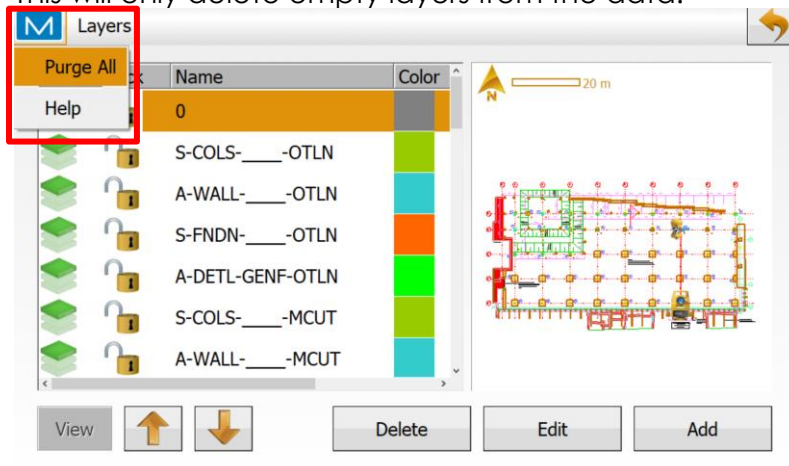 This will only delete empty layers from the data.
M Layers
Purge All
Help
Name Color
N 20 m
0
S-COLS-____-OTLN
A-WALL-____-OTLN
S-FNDN-____-OTLN
A-DETL-GENF-OTLN
S-COLS-____-MCUT
A-WALL-____-MCUT
View Delete Edit Add